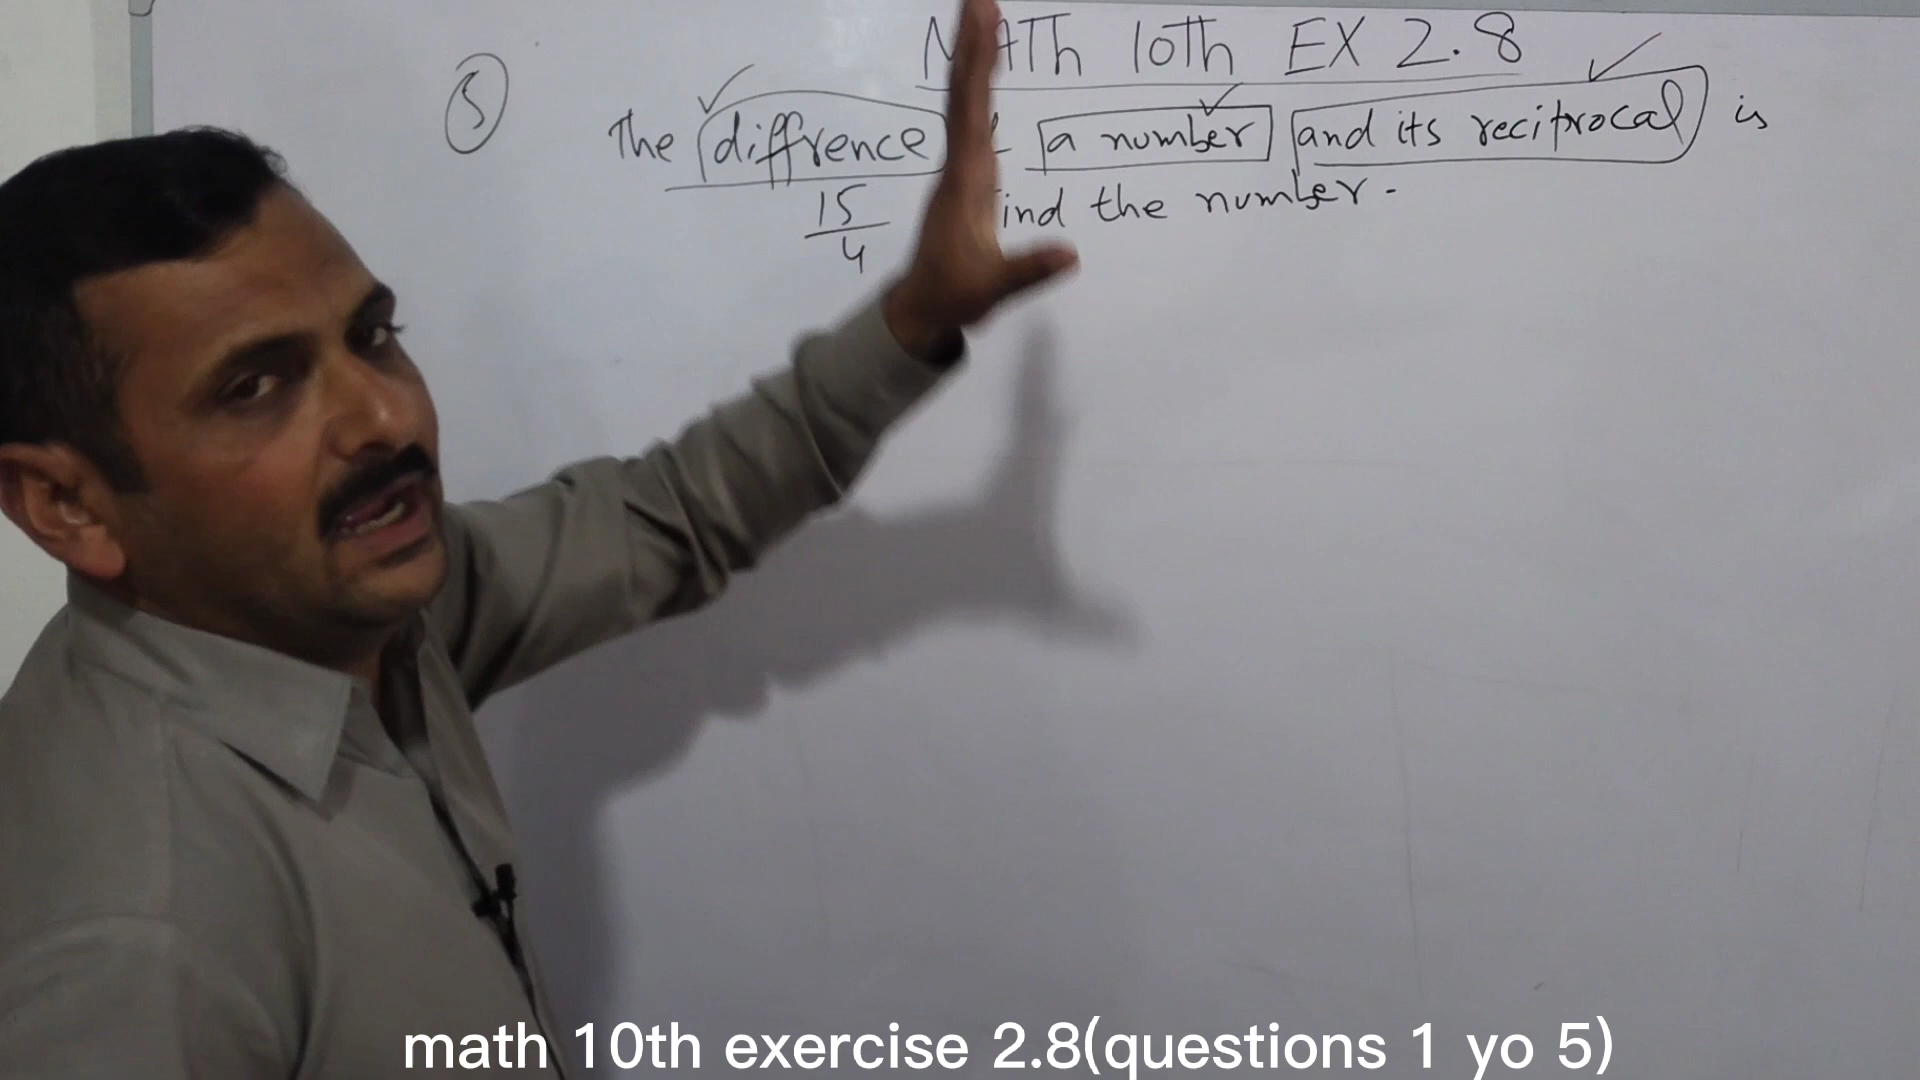 MATH 10th EX 2.8
5 The diffrence a number and its reciprocal is
15/4 ind the number.
math 10th exercise 2.8(questions 1 yo 5)